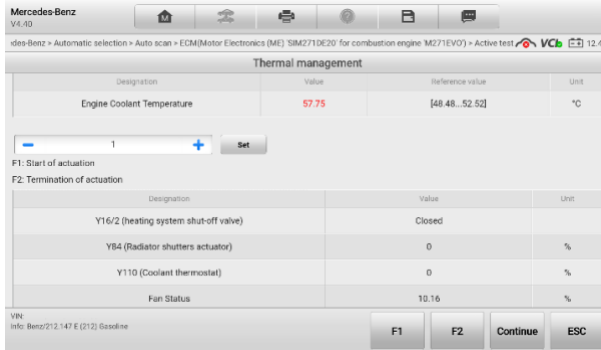 Mercedes-Benz
V4.40
M
?
des-Benz > Automatic selection > Auto scan > ECM(Motor Electronics (ME) 'SIM271DE20' for combustion engine 'M271EVO') > Active test
VCb
12.4
Thermal management
Designation Value Reference value Unit
Engine Coolant Temperature 57.75 [48.48...52.52] °C
− 1 + Set
F1: Start of actuation
F2: Termination of actuation
Designation Value Unit
Y16/2 (heating system shut-off valve) Closed
Y84 (Radiator shutters actuator) 0 %
Y110 (Coolant thermostat) 0 %
Fan Status 10.16 %
VIN:
Info: Benz/212.147 E (212) Gasoline
F1 F2 Continue ESC